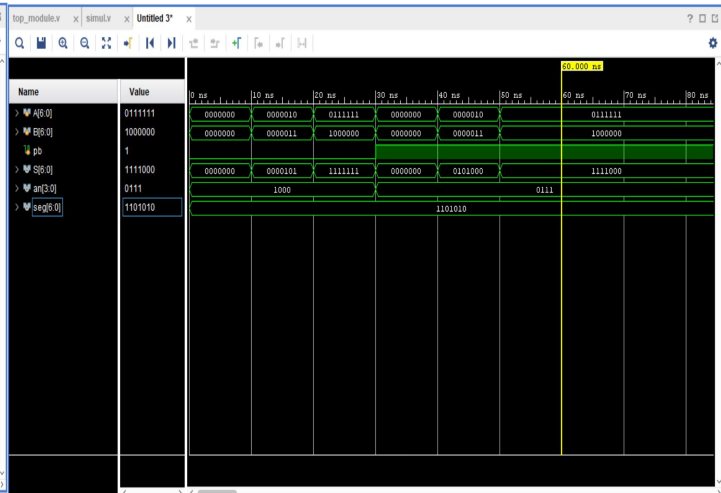 top_module.v x simul.v x Untitled 3* x
60.000 ns
Name Value
0 ns 10 ns 20 ns 30 ns 40 ns 50 ns 60 ns 70 ns 80 ns
A[6:0] 0111111 0000000 0000010 0111111 0000000 0000010 0111111
B[6:0] 1000000 0000000 0000011 1000000 0000000 0000011 1000000
pb 1
S[6:0] 1111000 0000000 0000101 1111111 0000000 0101000 1111000
an[3:0] 0111 1000 0111
seg[6:0] 1101010 1101010